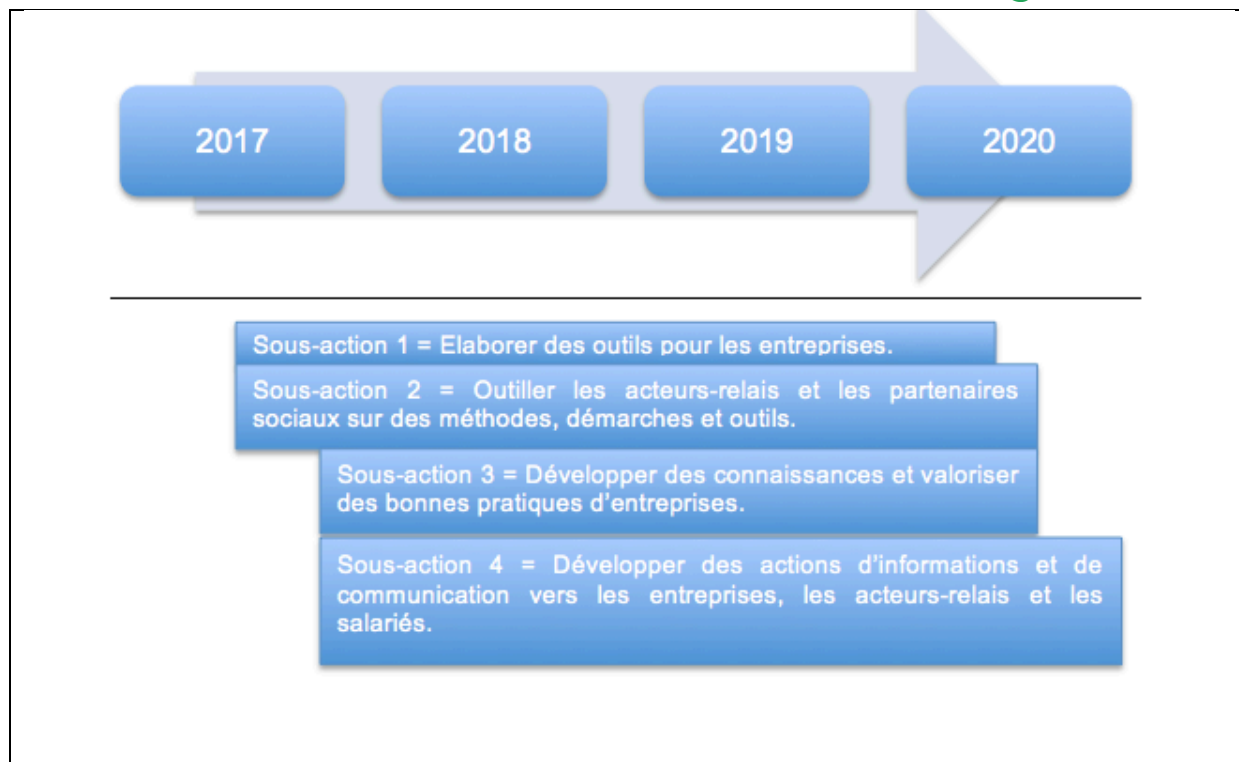 2017 2018 2019 2020
Sous-action 1 = Elaborer des outils pour les entreprises.
Sous-action 2 = Outiller les acteurs-relais et les partenaires
sociaux sur des méthodes, démarches et outils.
Sous-action 3 = Développer des connaissances et valoriser
des bonnes pratiques d'entreprises.
Sous-action 4 = Développer des actions d'informations et de
communication vers les entreprises, les acteurs-relais et les
salariés.